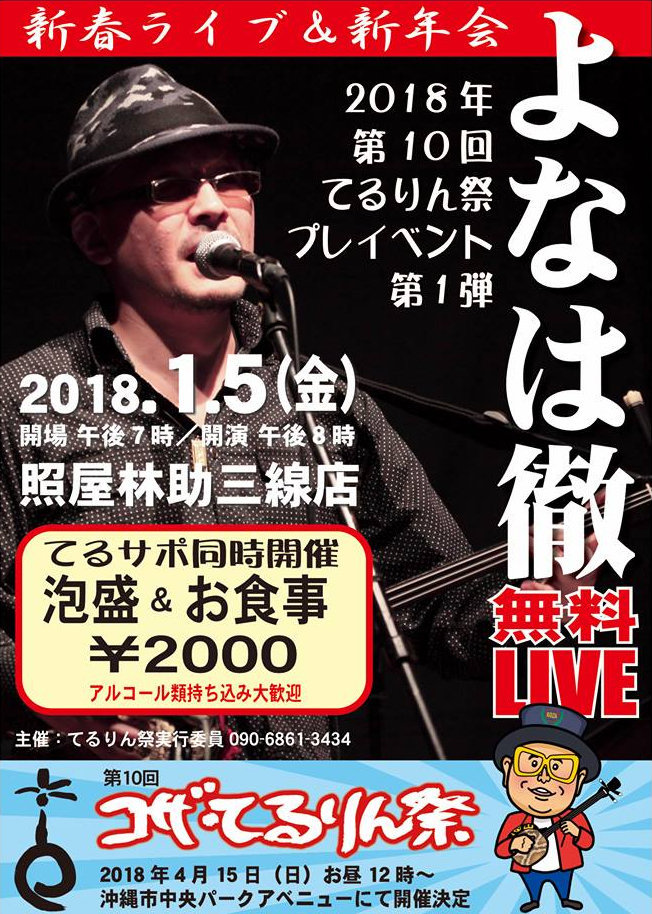 新春ライブ＆新年会
よなは徹
2018年
第10回
てるりん祭
プレイベント
第1弾
2018.1.5(金)
開場 午後7時／開演 午後8時
照屋林助三線店
てるサポ同時開催
泡盛 & お食事
¥2000
アルコール類持ち込み大歓迎
無料
LIVE
主催：てるりん祭実行委員 090-6861-3434
第10回
コザ・てるりん祭
2018年4月15日（日）お昼12時～
沖縄市中央パークアベニューにて開催決定
KOZA